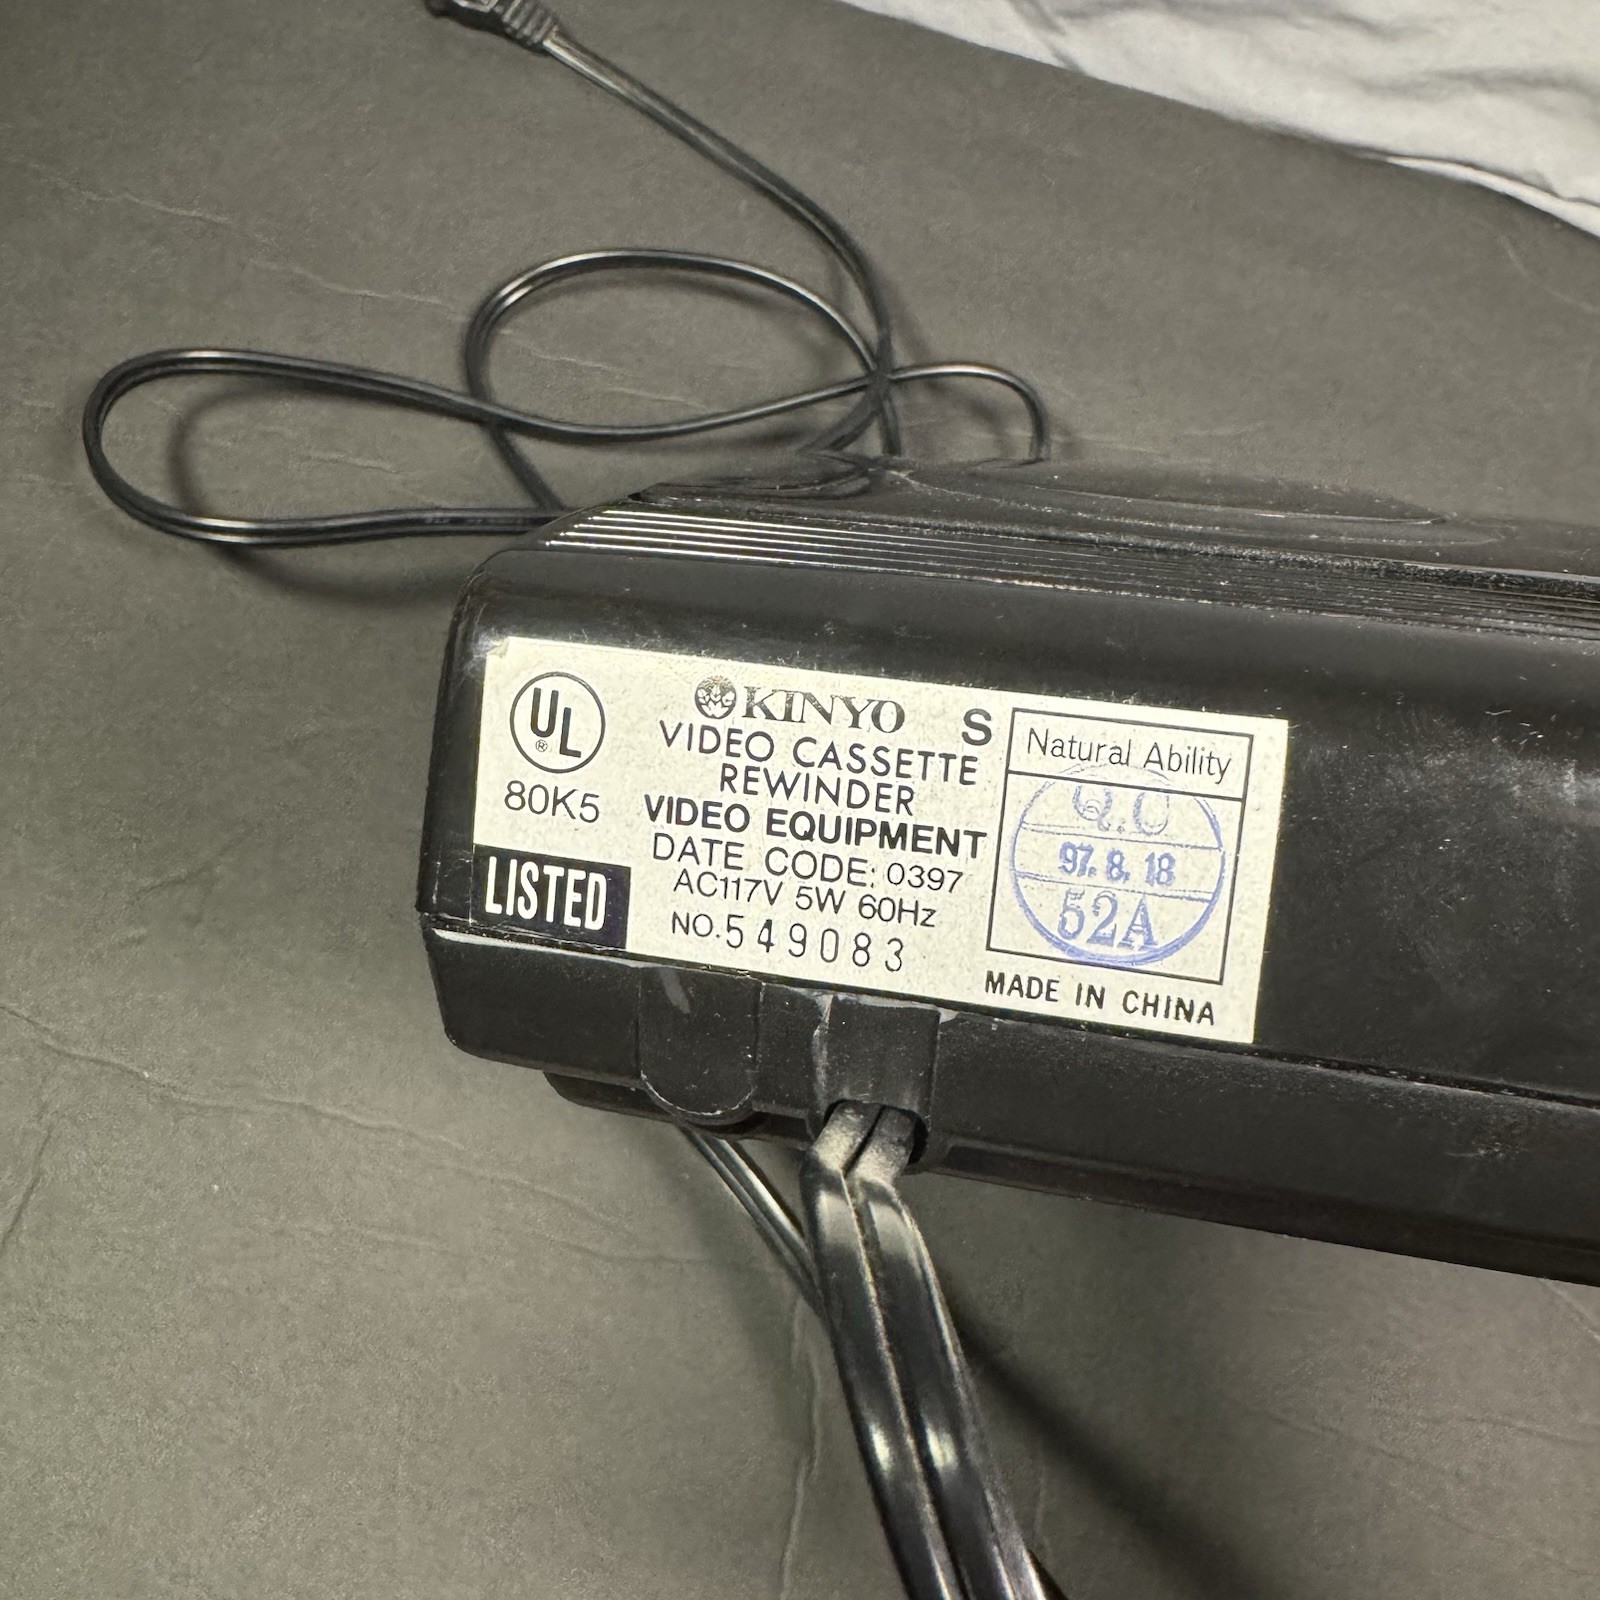 UL
®
80K5
LISTED
KINYO S
VIDEO CASSETTE
REWINDER
VIDEO EQUIPMENT
DATE CODE: 0397
AC117V 5W 60Hz
NO. 549083
Natural Ability
Q.C
97. 8. 18
52A
MADE IN CHINA